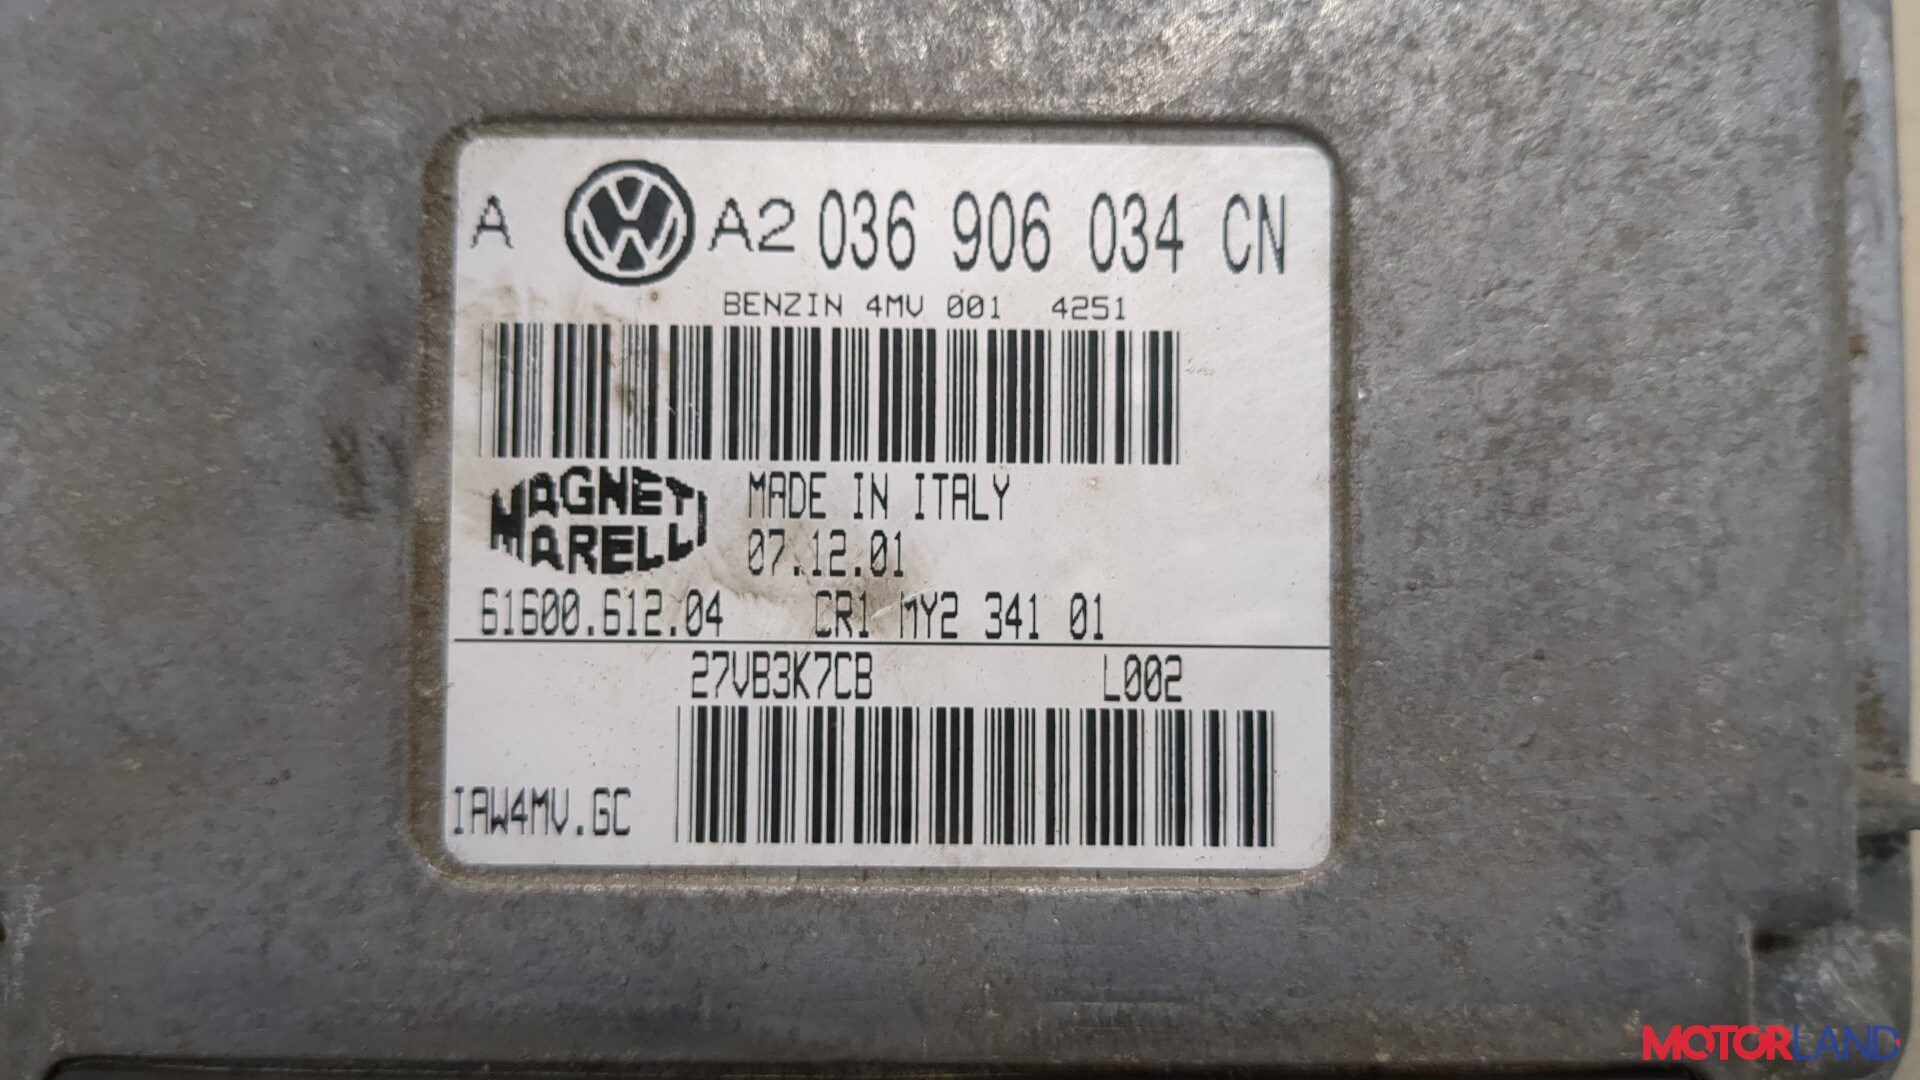 A A2 036 906 034 CN
BENZIN 4MV 001 4251
MAGNETI MARELLI
MADE IN ITALY
07.12.01
61600.612.04 CR1 MY2 341 01
27VB3K7CB L002
IAW4MV.GC
MOTORLAND